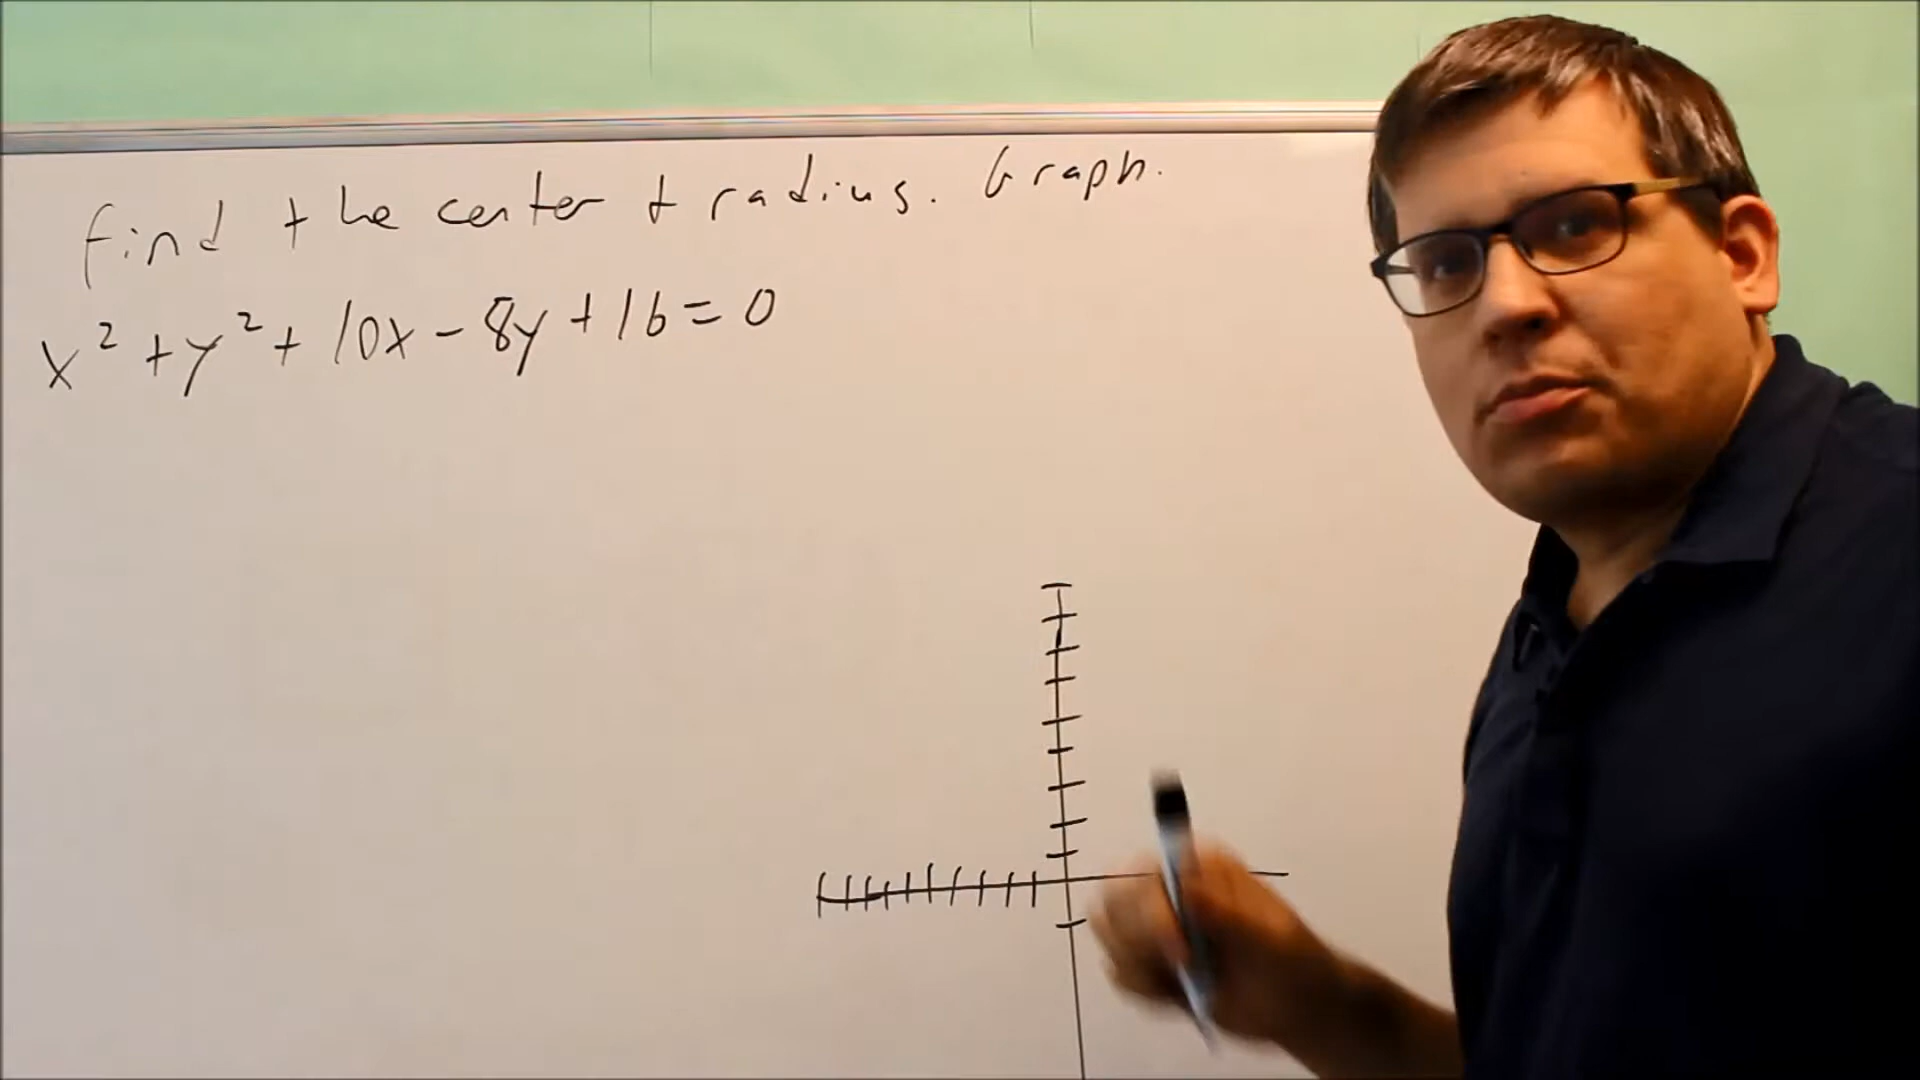 Find the center + radius. Graph.
x² + y² + 10x - 8y + 16 = 0